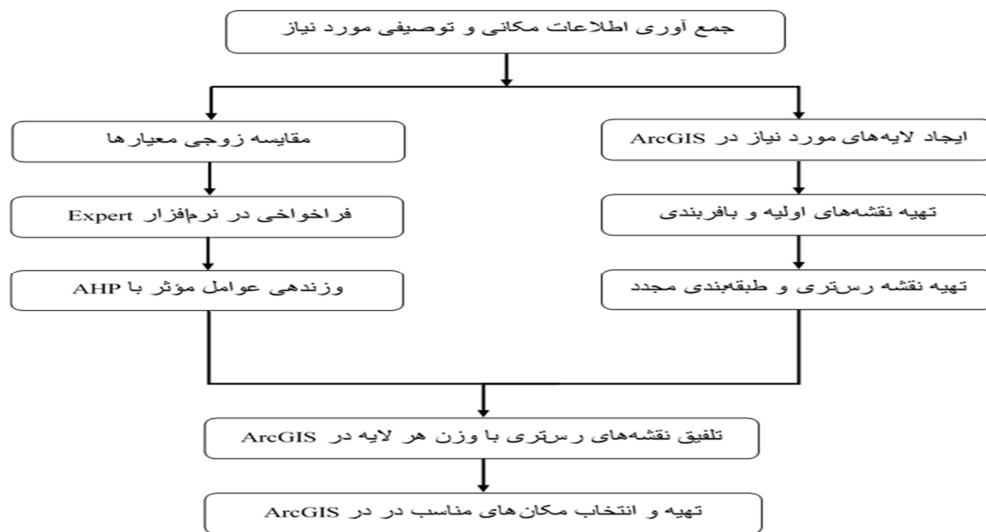 جمع آوری اطلاعات مکانی و توصیفی مورد نیاز
ایجاد لایه‌های مورد نیاز در ArcGIS
مقایسه زوجی معیارها
تهیه نقشه‌های اولیه و بافربندی
فراخواخی در نرم‌افزار Expert
تهیه نقشه رستری و طبقه‌بندی مجدد
وزندهی عوامل مؤثر با AHP
تلفیق نقشه‌های رستری با وزن هر لایه در ArcGIS
تهیه و انتخاب مکان‌های مناسب در در ArcGIS